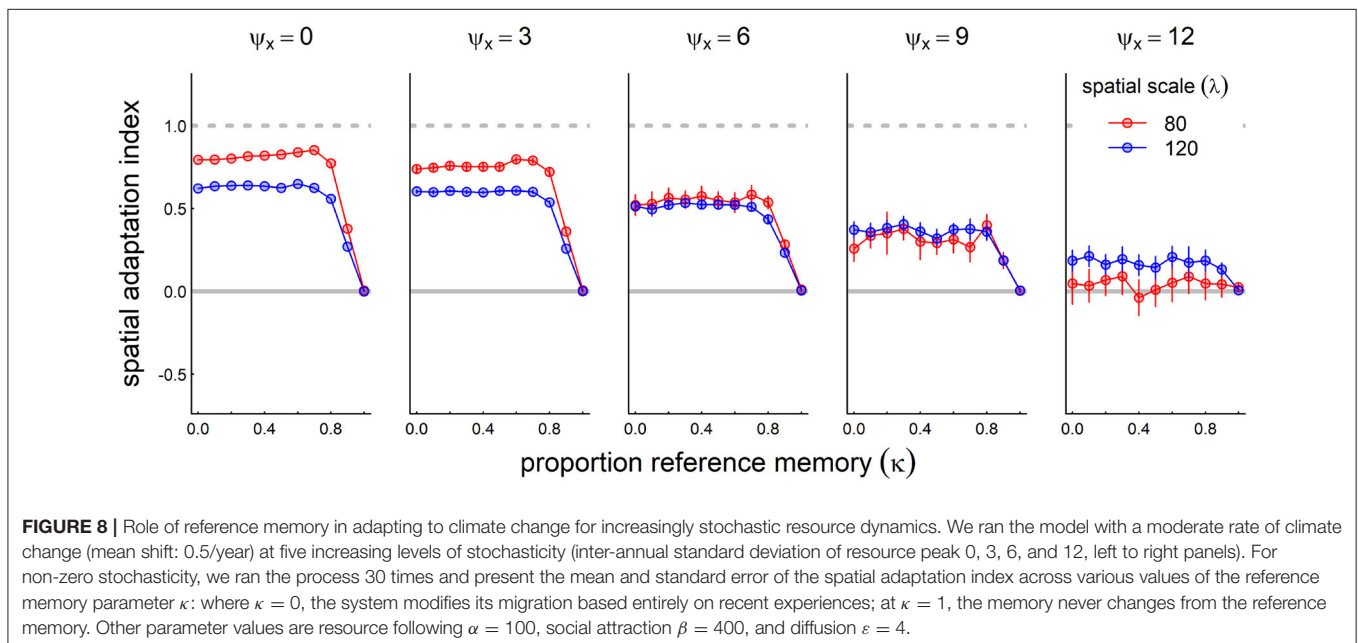 ψx = 0 ψx = 3 ψx = 6 ψx = 9 ψx = 12
spatial adaptation index
1.0
0.5
0.0
-0.5
spatial scale (λ)
80
120
0.0 0.4 0.8 0.0 0.4 0.8 0.0 0.4 0.8 0.0 0.4 0.8 0.0 0.4 0.8
proportion reference memory (κ)
FIGURE 8 | Role of reference memory in adapting to climate change for increasingly stochastic resource dynamics. We ran the model with a moderate rate of climate
change (mean shift: 0.5/year) at five increasing levels of stochasticity (inter-annual standard deviation of resource peak 0, 3, 6, and 12, left to right panels). For
non-zero stochasticity, we ran the process 30 times and present the mean and standard error of the spatial adaptation index across various values of the reference
memory parameter κ: where κ = 0, the system modifies its migration based entirely on recent experiences; at κ = 1, the memory never changes from the reference
memory. Other parameter values are resource following α = 100, social attraction β = 400, and diffusion ε = 4.